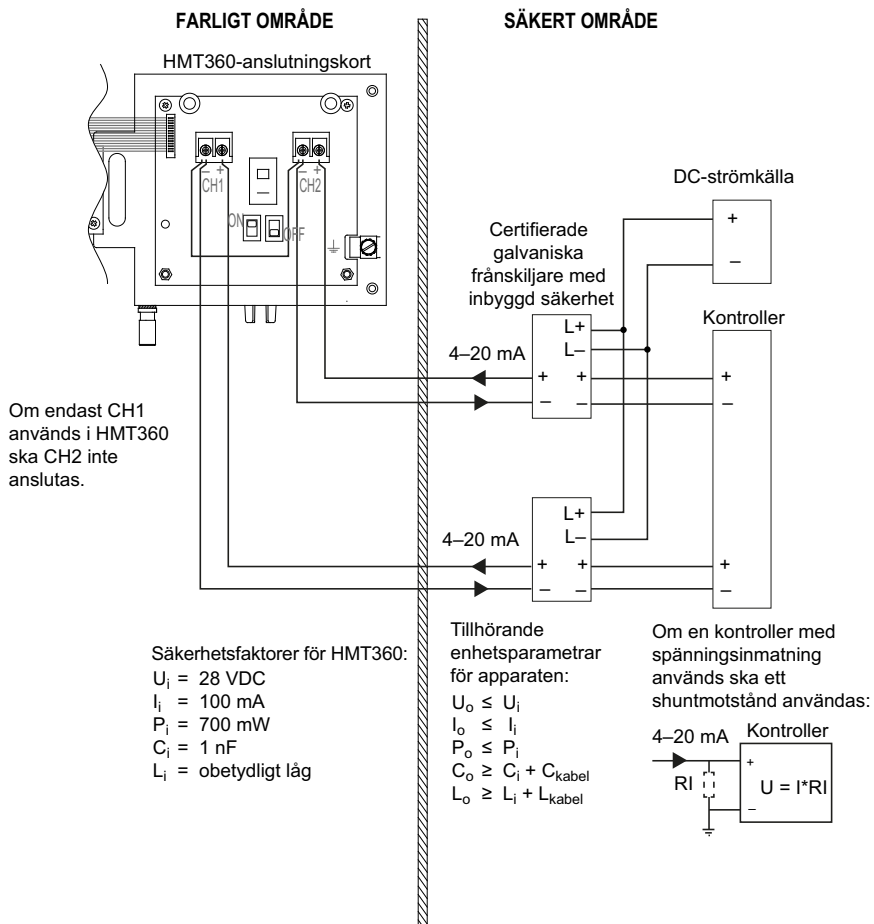 FARLIGT OMRÅDE
SÄKERT OMRÅDE
HMT360-anslutningskort
– +
CH1
– +
CH2
ON
OFF
DC-strömkälla
+
–
Certifierade
galvaniska
frånskiljare med
inbyggd säkerhet
Kontroller
L+
L–
4–20 mA
+ +
– –
+
–
Om endast CH1
används i HMT360
ska CH2 inte
anslutas.
L+
L–
4–20 mA
+ +
– –
+
–
Säkerhetsfaktorer för HMT360:
Ui = 28 VDC
Ii = 100 mA
Pi = 700 mW
Ci = 1 nF
Li = obetydligt låg
Tillhörande
enhetsparametrar
för apparaten:
Uo ≤ Ui
Io ≤ Ii
Po ≤ Pi
Co ≥ Ci + Ckabel
Lo ≥ Li + Lkabel
Om en kontroller med
spänningsinmatning
används ska ett
shuntmotstånd användas:
4–20 mA
Kontroller
+
RI
U = I*RI
–